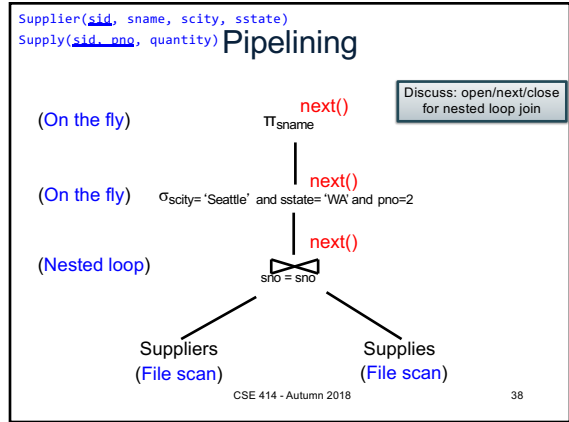 Supplier(sid, sname, scity, sstate)
Supply(sid, pno, quantity)
Pipelining
Discuss: open/next/close
for nested loop join
(On the fly)
next()
πsname
(On the fly)
next()
σscity= ‘Seattle’ and sstate= ‘WA’ and pno=2
(Nested loop)
next()
sno = sno
Suppliers
(File scan)
Supplies
(File scan)
CSE 414 - Autumn 2018
38